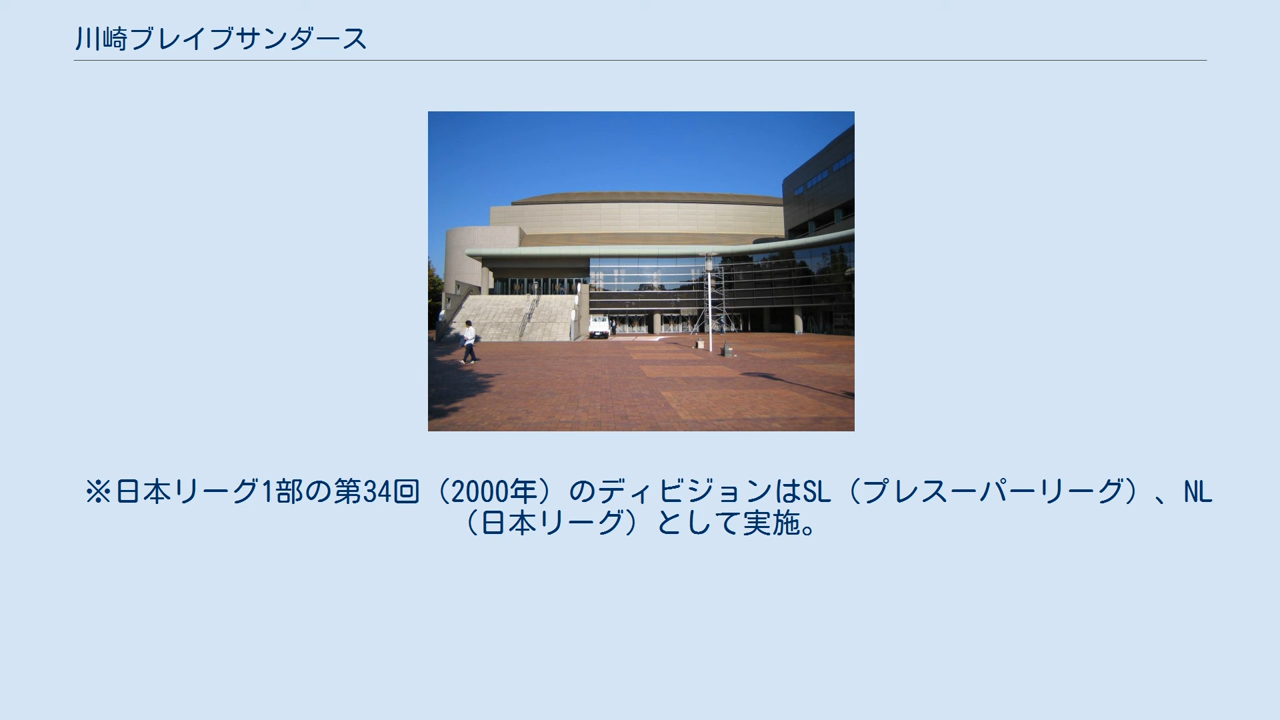 川崎ブレイブサンダース
※日本リーグ1部の第34回（2000年）のディビジョンはSL（プレスーパーリーグ）、NL
（日本リーグ）として実施。